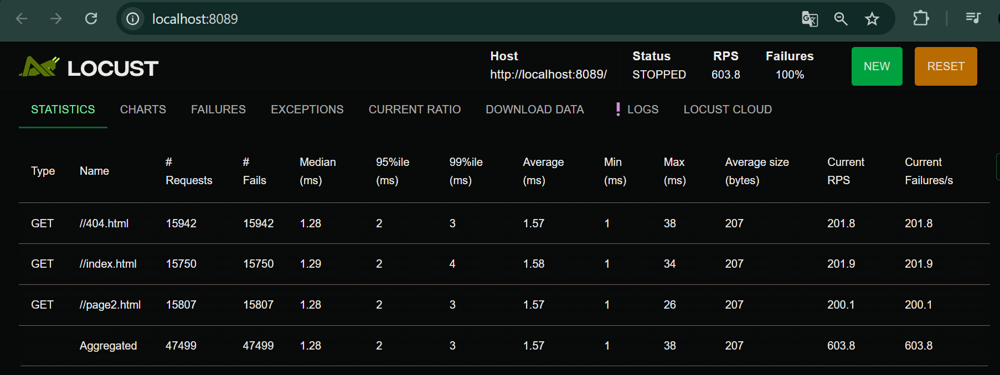 localhost:8089
LOCUST
Host Status RPS Failures
http://localhost:8089/ STOPPED 603.8 100%
NEW RESET
STATISTICS CHARTS FAILURES EXCEPTIONS CURRENT RATIO DOWNLOAD DATA ❗ LOGS LOCUST CLOUD
Type Name # Requests # Fails Median (ms) 95%ile (ms) 99%ile (ms) Average (ms) Min (ms) Max (ms) Average size (bytes) Current RPS Current Failures/s
GET //404.html 15942 15942 1.28 2 3 1.57 1 38 207 201.8 201.8
GET //index.html 15750 15750 1.29 2 4 1.58 1 34 207 201.9 201.9
GET //page2.html 15807 15807 1.28 2 3 1.57 1 26 207 200.1 200.1
Aggregated 47499 47499 1.28 2 3 1.57 1 38 207 603.8 603.8